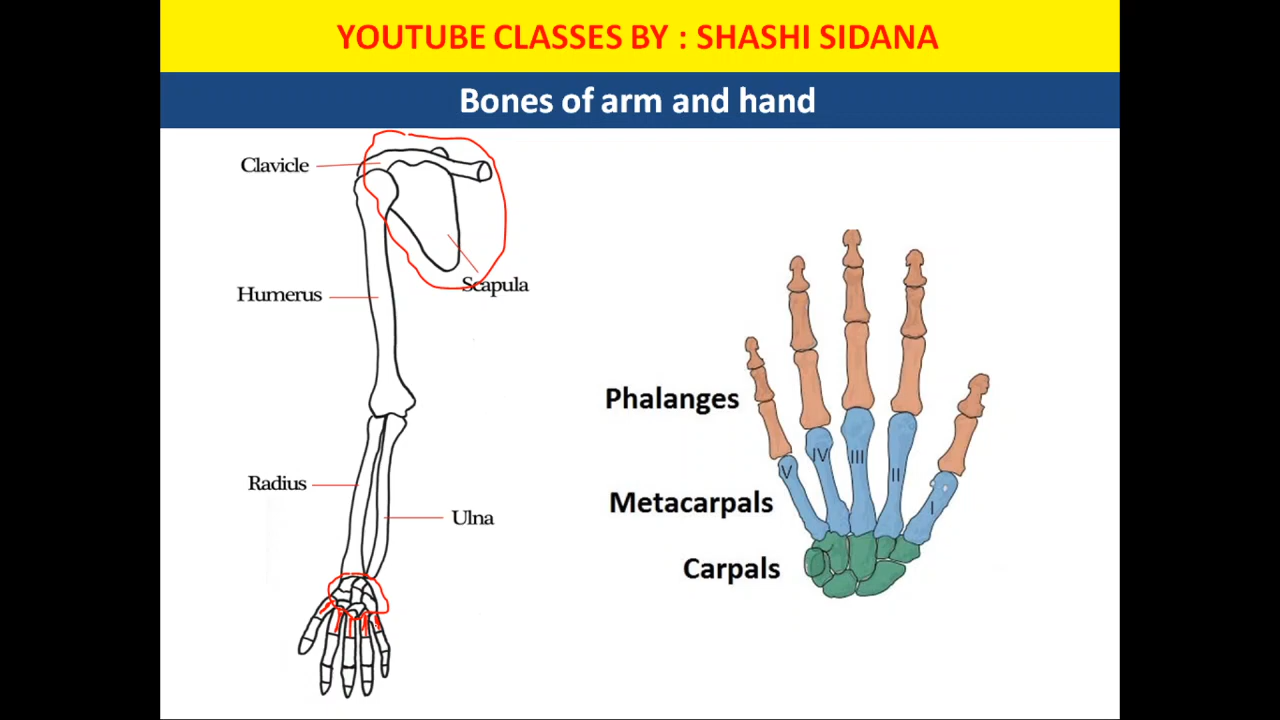 YOUTUBE CLASSES BY : SHASHI SIDANA
Bones of arm and hand
Clavicle
Scapula
Humerus
Radius
Ulna
Phalanges
Metacarpals
Carpals
V
IV
III
II
I